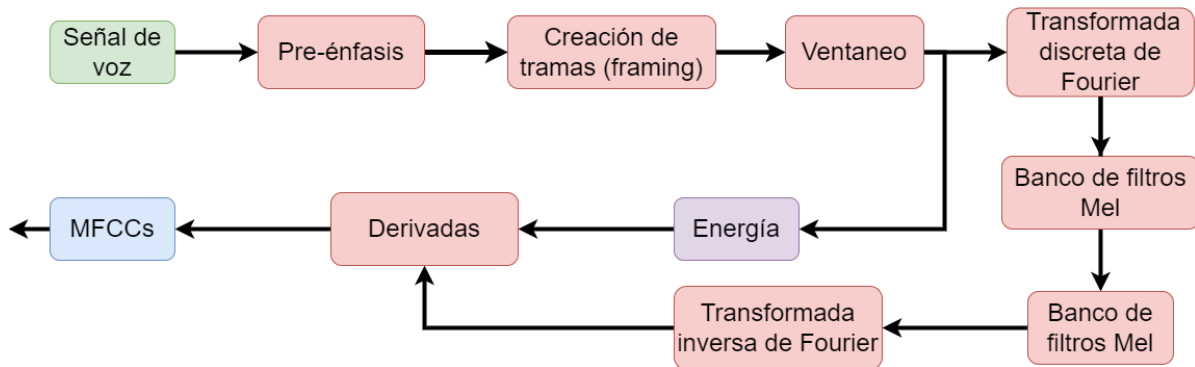 Señal de
voz
Pre-énfasis
Creación de
tramas (framing)
Ventaneo
Transformada
discreta de
Fourier
Banco de filtros
Mel
MFCCs
Derivadas
Energía
Transformada
inversa de Fourier
Banco de
filtros Mel